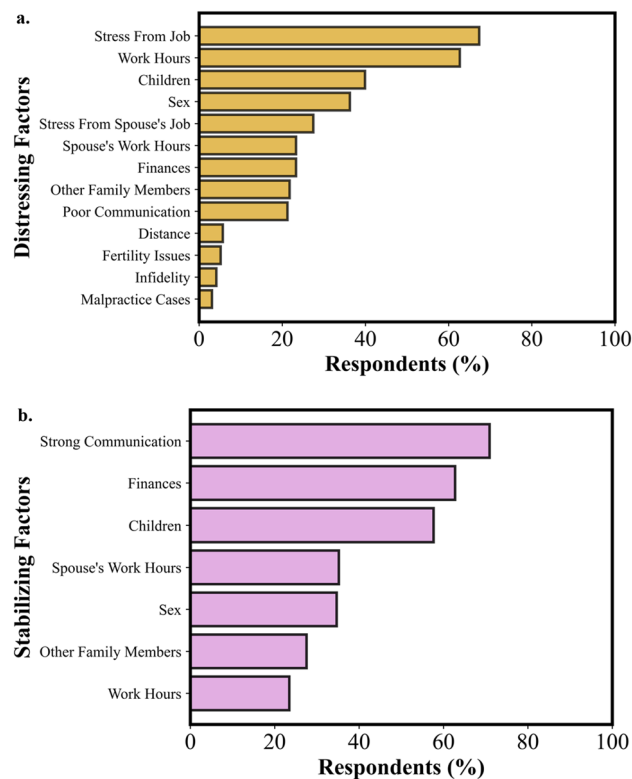 a.
Distressing Factors
Stress From Job
Work Hours
Children
Sex
Stress From Spouse's Job
Spouse's Work Hours
Finances
Other Family Members
Poor Communication
Distance
Fertility Issues
Infidelity
Malpractice Cases
0 20 40 60 80 100
Respondents (%)
b.
Stabilizing Factors
Strong Communication
Finances
Children
Spouse's Work Hours
Sex
Other Family Members
Work Hours
0 20 40 60 80 100
Respondents (%)